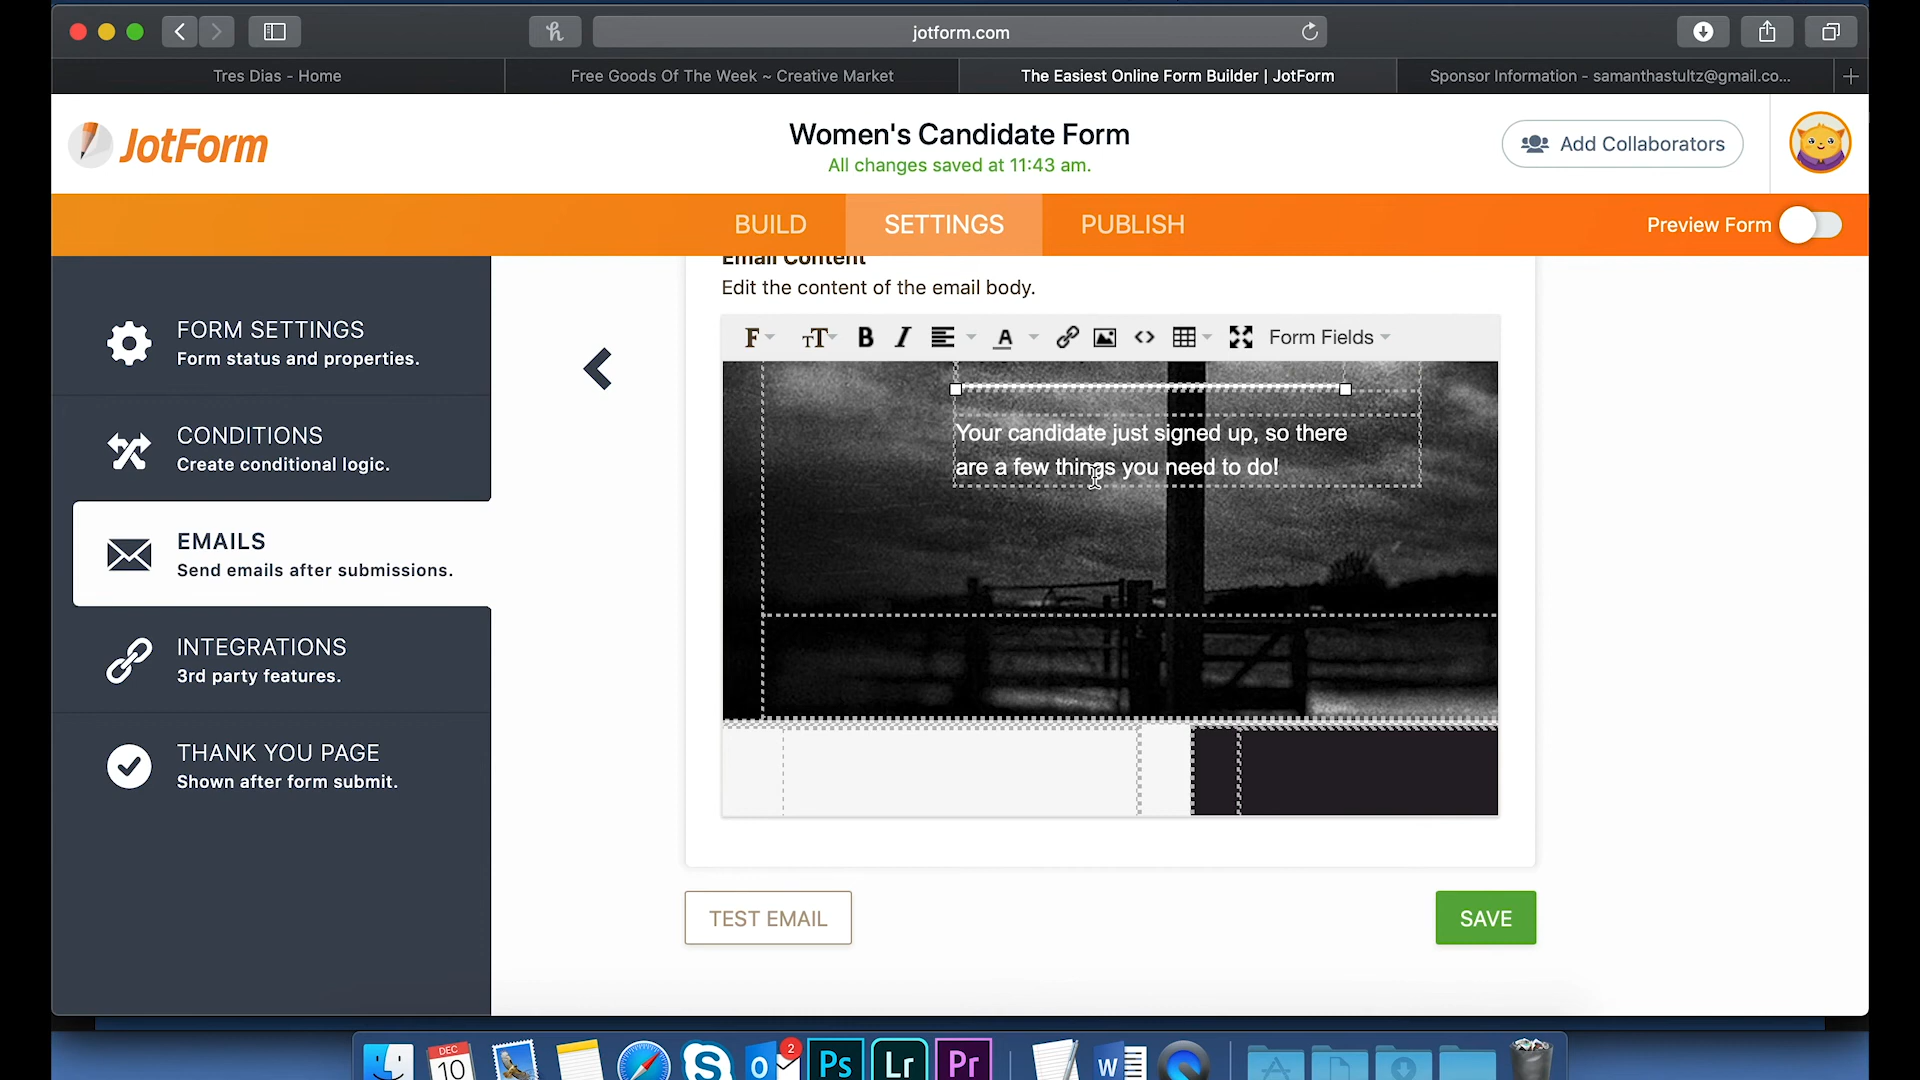 jotform.com
Tres Dias - Home
Free Goods Of The Week ~ Creative Market
The Easiest Online Form Builder | JotForm
Sponsor Information - samanthastultz@gmail.co...
JotForm
Women's Candidate Form
All changes saved at 11:43 am.
Add Collaborators
BUILD
SETTINGS
PUBLISH
Preview Form
FORM SETTINGS
Form status and properties.
CONDITIONS
Create conditional logic.
EMAILS
Send emails after submissions.
INTEGRATIONS
3rd party features.
THANK YOU PAGE
Shown after form submit.
Email Content
Edit the content of the email body.
Form Fields
Your candidate just signed up, so there
are a few things you need to do!
TEST EMAIL
SAVE
DEC
10
2
Ps
Lr
Pr